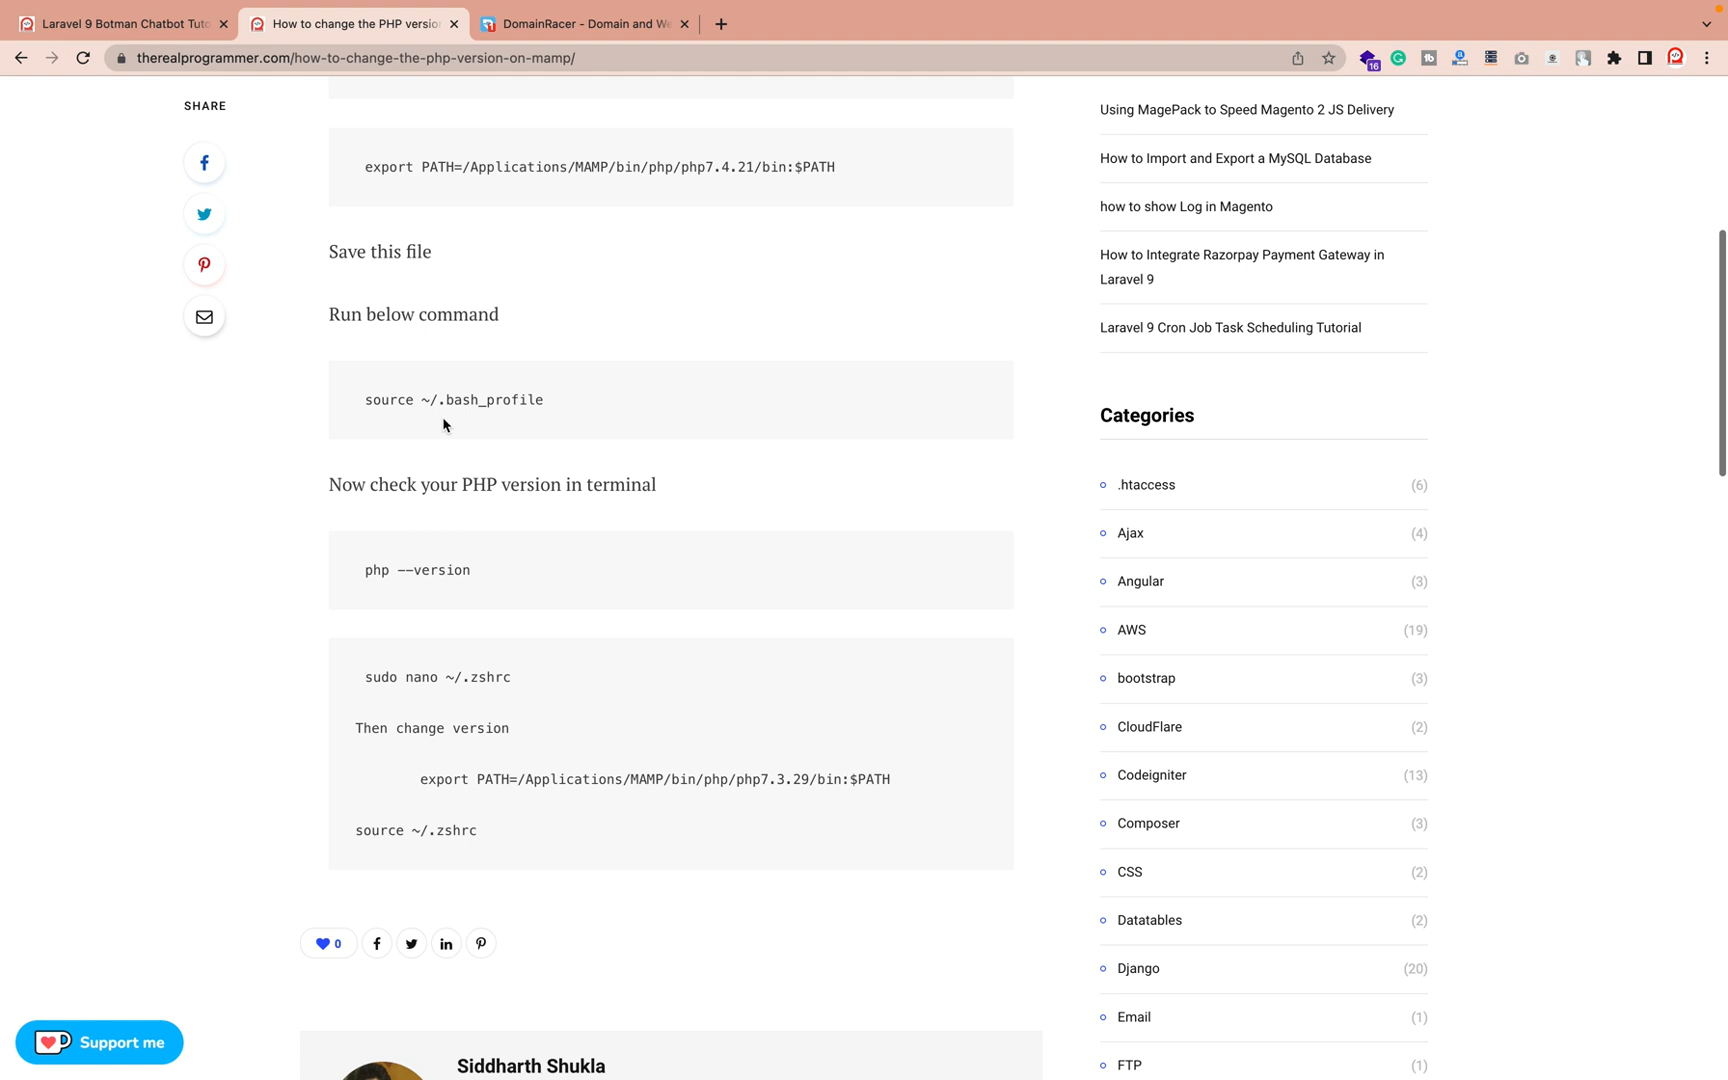 Laravel 9 Botman Chatbot Tuto
How to change the PHP version
DomainRacer - Domain and We
therealprogrammer.com/how-to-change-the-php-version-on-mamp/
16
SHARE
export PATH=/Applications/MAMP/bin/php/php7.4.21/bin:$PATH
Save this file
Run below command
source ~/.bash_profile
Now check your PHP version in terminal
php --version
sudo nano ~/.zshrc
Then change version
export PATH=/Applications/MAMP/bin/php/php7.3.29/bin:$PATH
source ~/.zshrc
0
Support me
Siddharth Shukla
Using MagePack to Speed Magento 2 JS Delivery
How to Import and Export a MySQL Database
how to show Log in Magento
How to Integrate Razorpay Payment Gateway in
Laravel 9
Laravel 9 Cron Job Task Scheduling Tutorial
Categories
.htaccess (6)
Ajax (4)
Angular (3)
AWS (19)
bootstrap (3)
CloudFlare (2)
Codeigniter (13)
Composer (3)
CSS (2)
Datatables (2)
Django (20)
Email (1)
FTP (1)